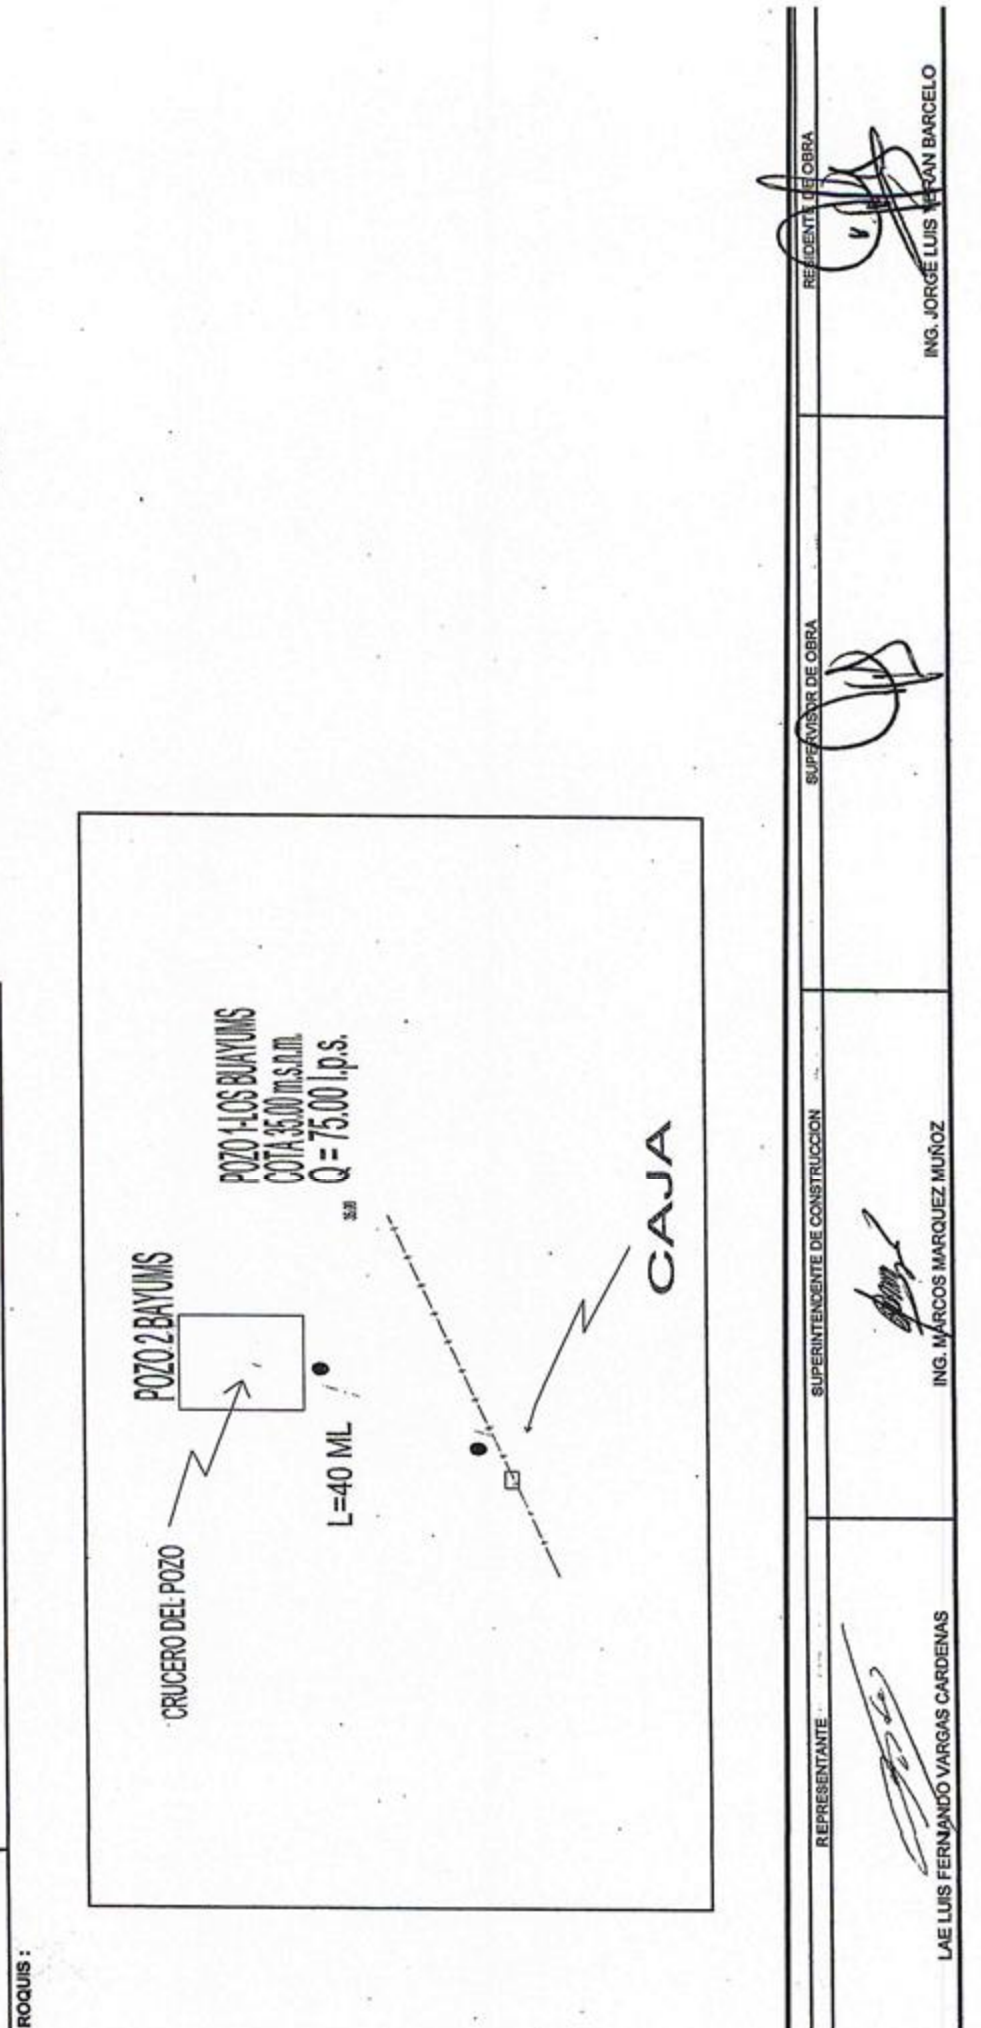 ROQUIS :
POZO 2 BAYUMS
CRUCERO DEL POZO
POZO 1-LOS BUAYUMS
COTA 35.00 m.s.n.m.
Q = 75.00 l.p.s.
35.00
L=40 ML
CAJA
REPRESENTANTE
SUPERINTENDENTE DE CONSTRUCCION
SUPERVISOR DE OBRA
RESIDENTE DE OBRA
LAE LUIS FERNANDO VARGAS CARDENAS
ING. MARCOS MARQUEZ MUÑOZ
ING. JORGE LUIS BARCELO